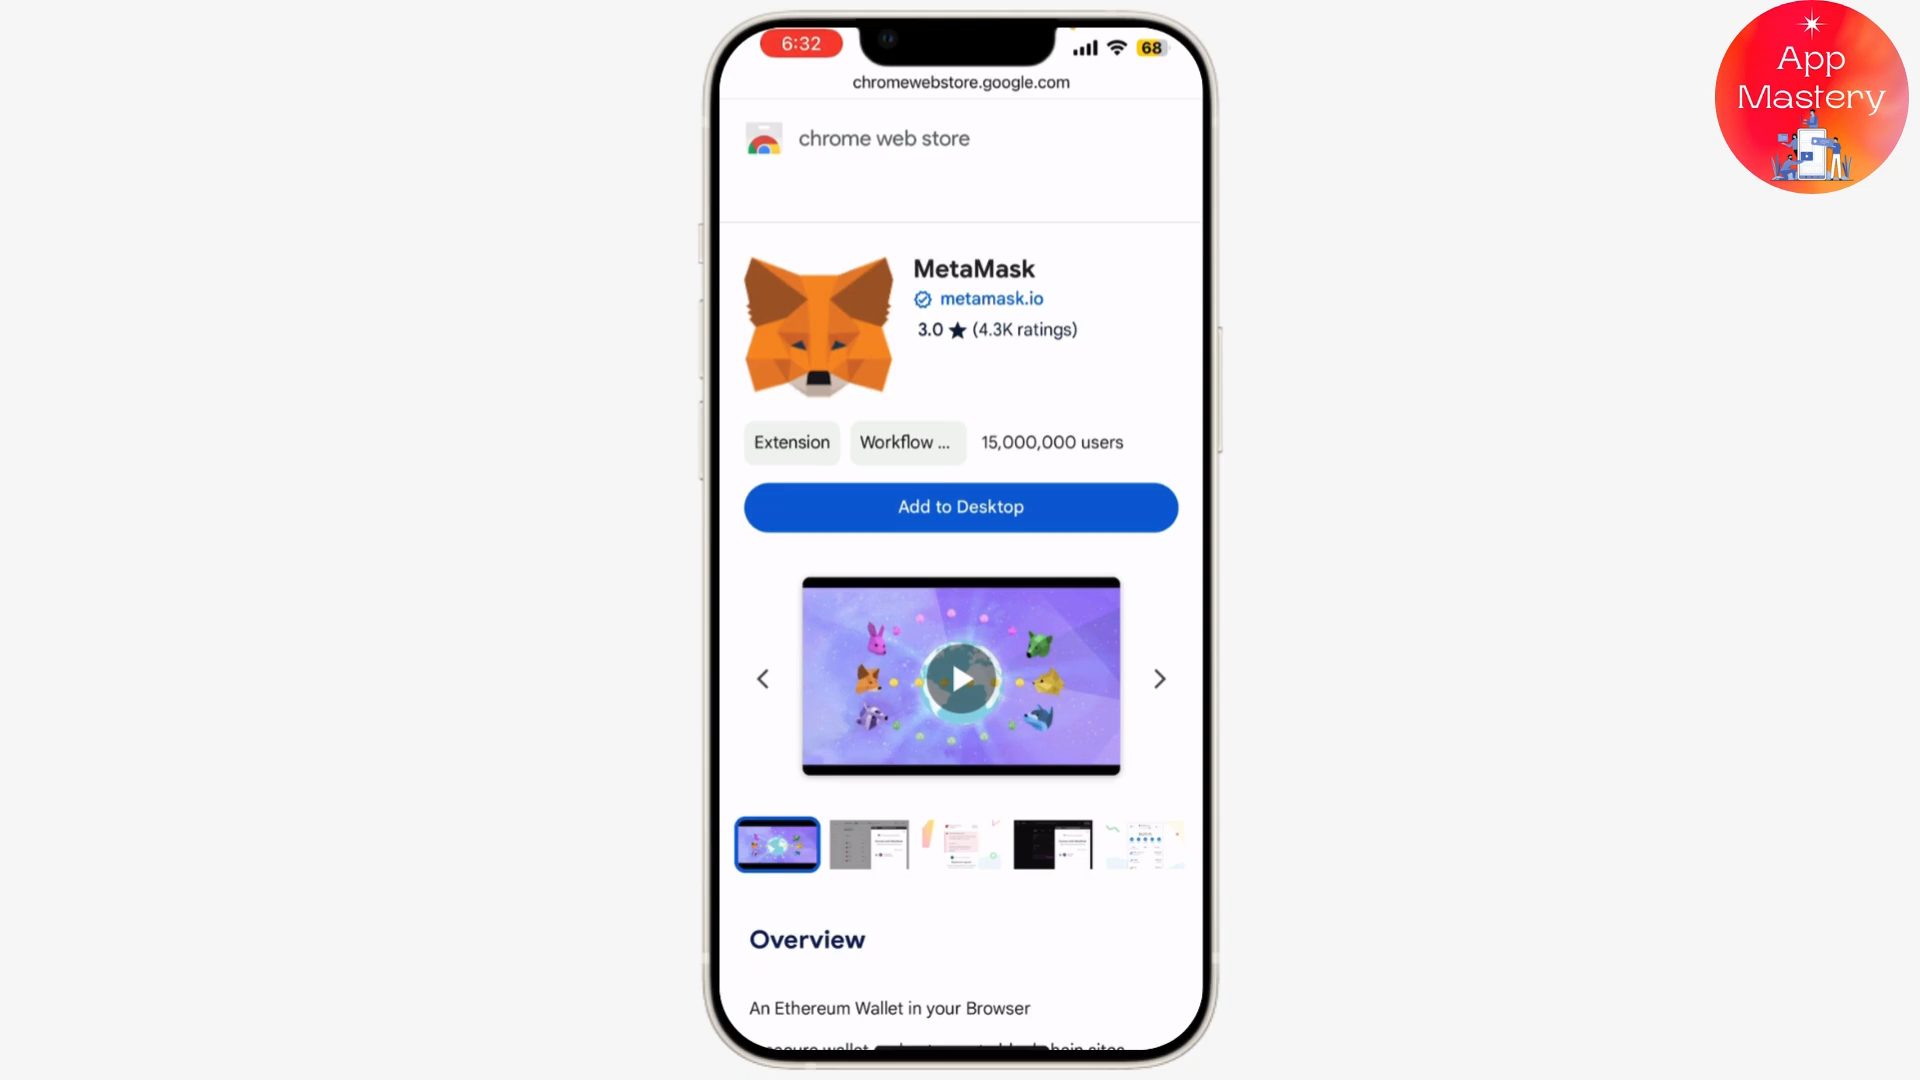 6:32
68
chromewebstore.google.com
chrome web store
MetaMask
metamask.io
3.0 ★ (4.3K ratings)
Extension
Workflow ...
15,000,000 users
Add to Desktop
Overview
An Ethereum Wallet in your Browser
App
Mastery